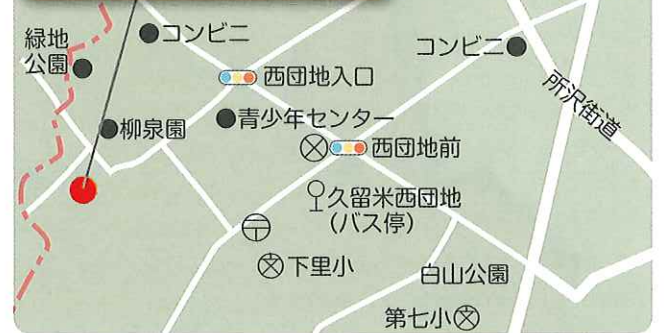 緑地
公園
コンビニ
コンビニ
西団地入口
所沢街道
柳泉園
青少年センター
西団地前
久留米西団地
(バス停)
下里小
白山公園
第七小